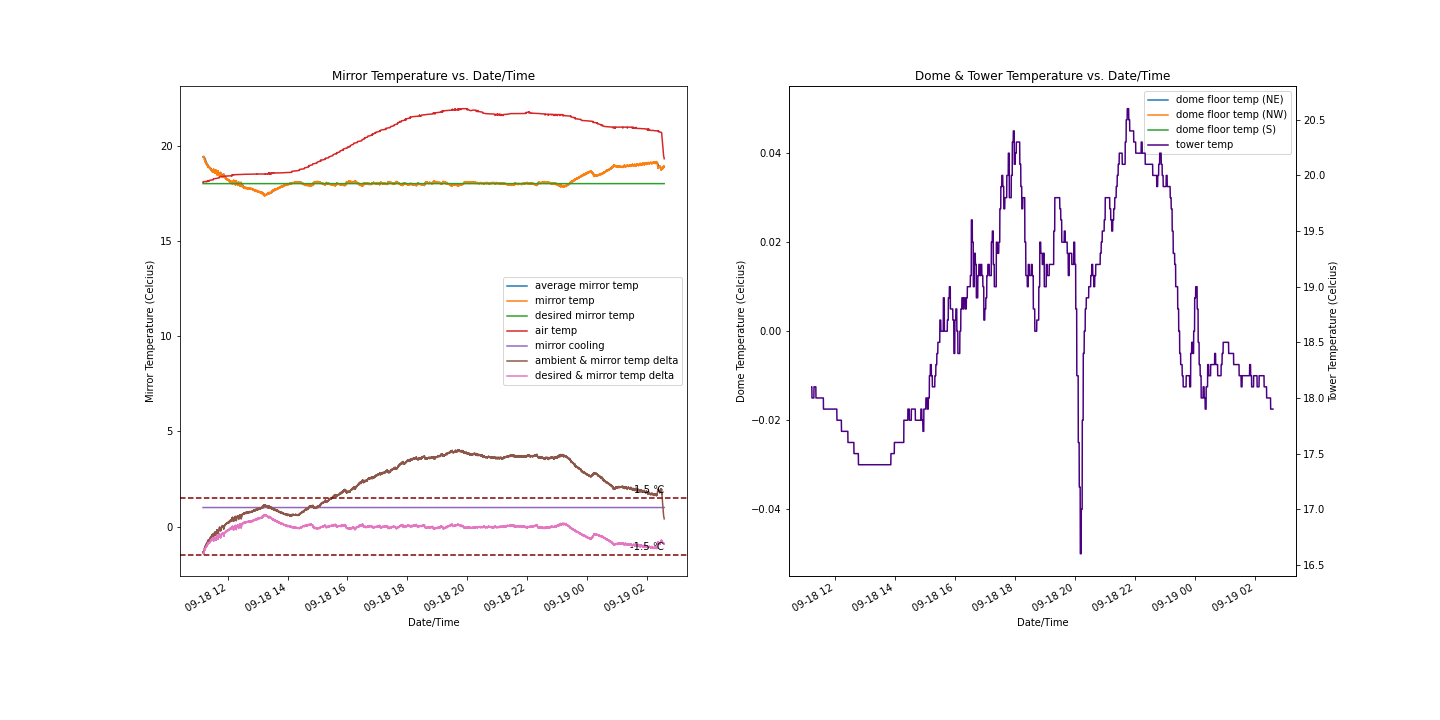 Mirror Temperature vs. Date/Time
Mirror Temperature (Celcius)
20
15
10
5
0
average mirror temp
mirror temp
desired mirror temp
air temp
mirror cooling
ambient & mirror temp delta
desired & mirror temp delta
1.5 °C
-1.5 °C
09-18 12
09-18 14
09-18 16
09-18 18
09-18 20
09-18 22
09-19 00
09-19 02
Date/Time
Dome & Tower Temperature vs. Date/Time
Dome Temperature (Celcius)
0.04
0.02
0.00
−0.02
−0.04
dome floor temp (NE)
dome floor temp (NW)
dome floor temp (S)
tower temp
20.5
20.0
19.5
19.0
18.5
18.0
17.5
17.0
16.5
Tower Temperature (Celcius)
09-18 12
09-18 14
09-18 16
09-18 18
09-18 20
09-18 22
09-19 00
09-19 02
Date/Time